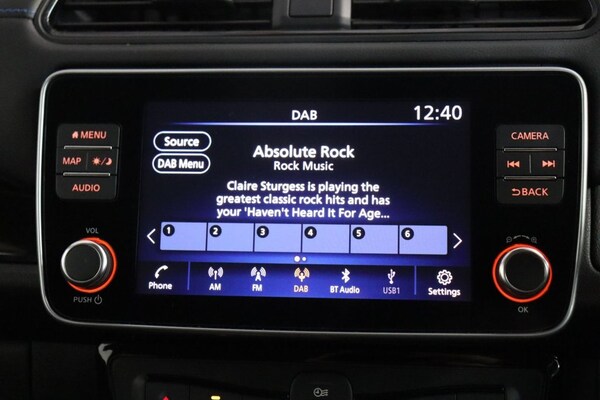 DAB
12:40
Source
DAB Menu
Absolute Rock
Rock Music
Claire Sturgess is playing the
greatest classic rock hits and has
your 'Haven't Heard It For Age...
1 2 3 4 5 6
Phone AM FM DAB BT Audio USB1 Settings
MENU
MAP
AUDIO
VOL
PUSH
CAMERA
BACK
OK